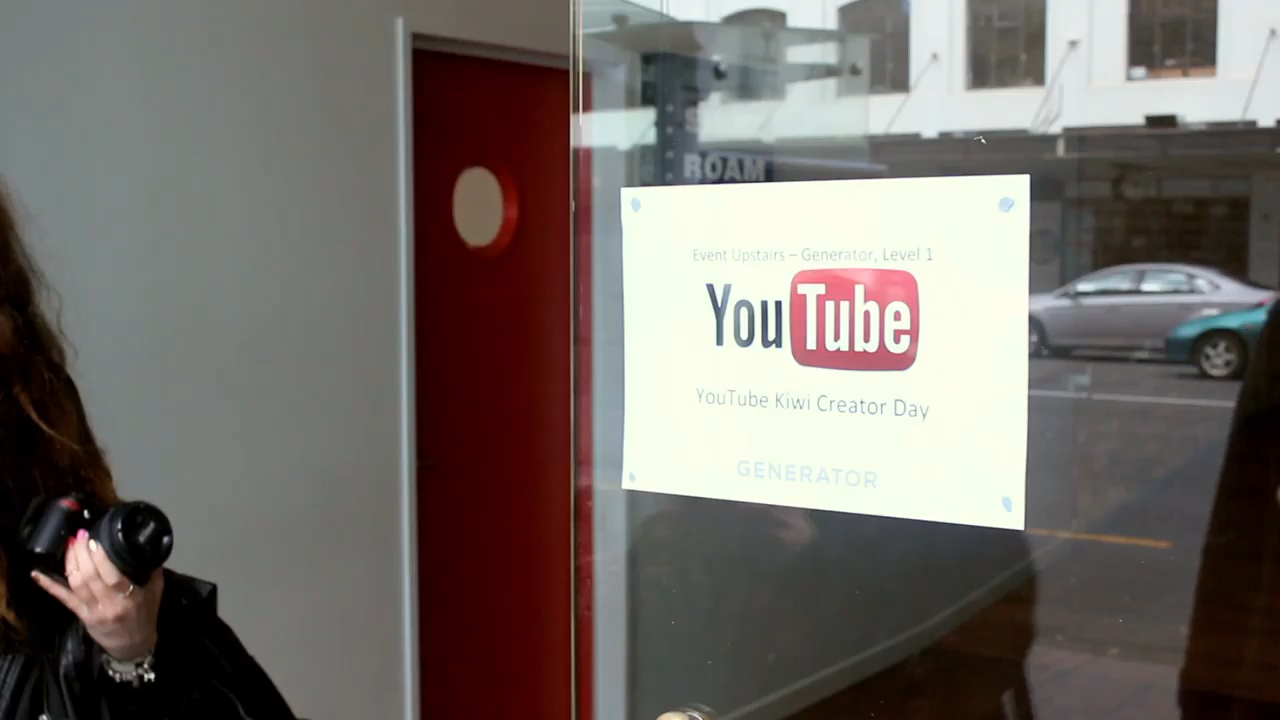 ROAM
Event Upstairs – Generator, Level 1
YouTube
YouTube Kiwi Creator Day
GENERATOR